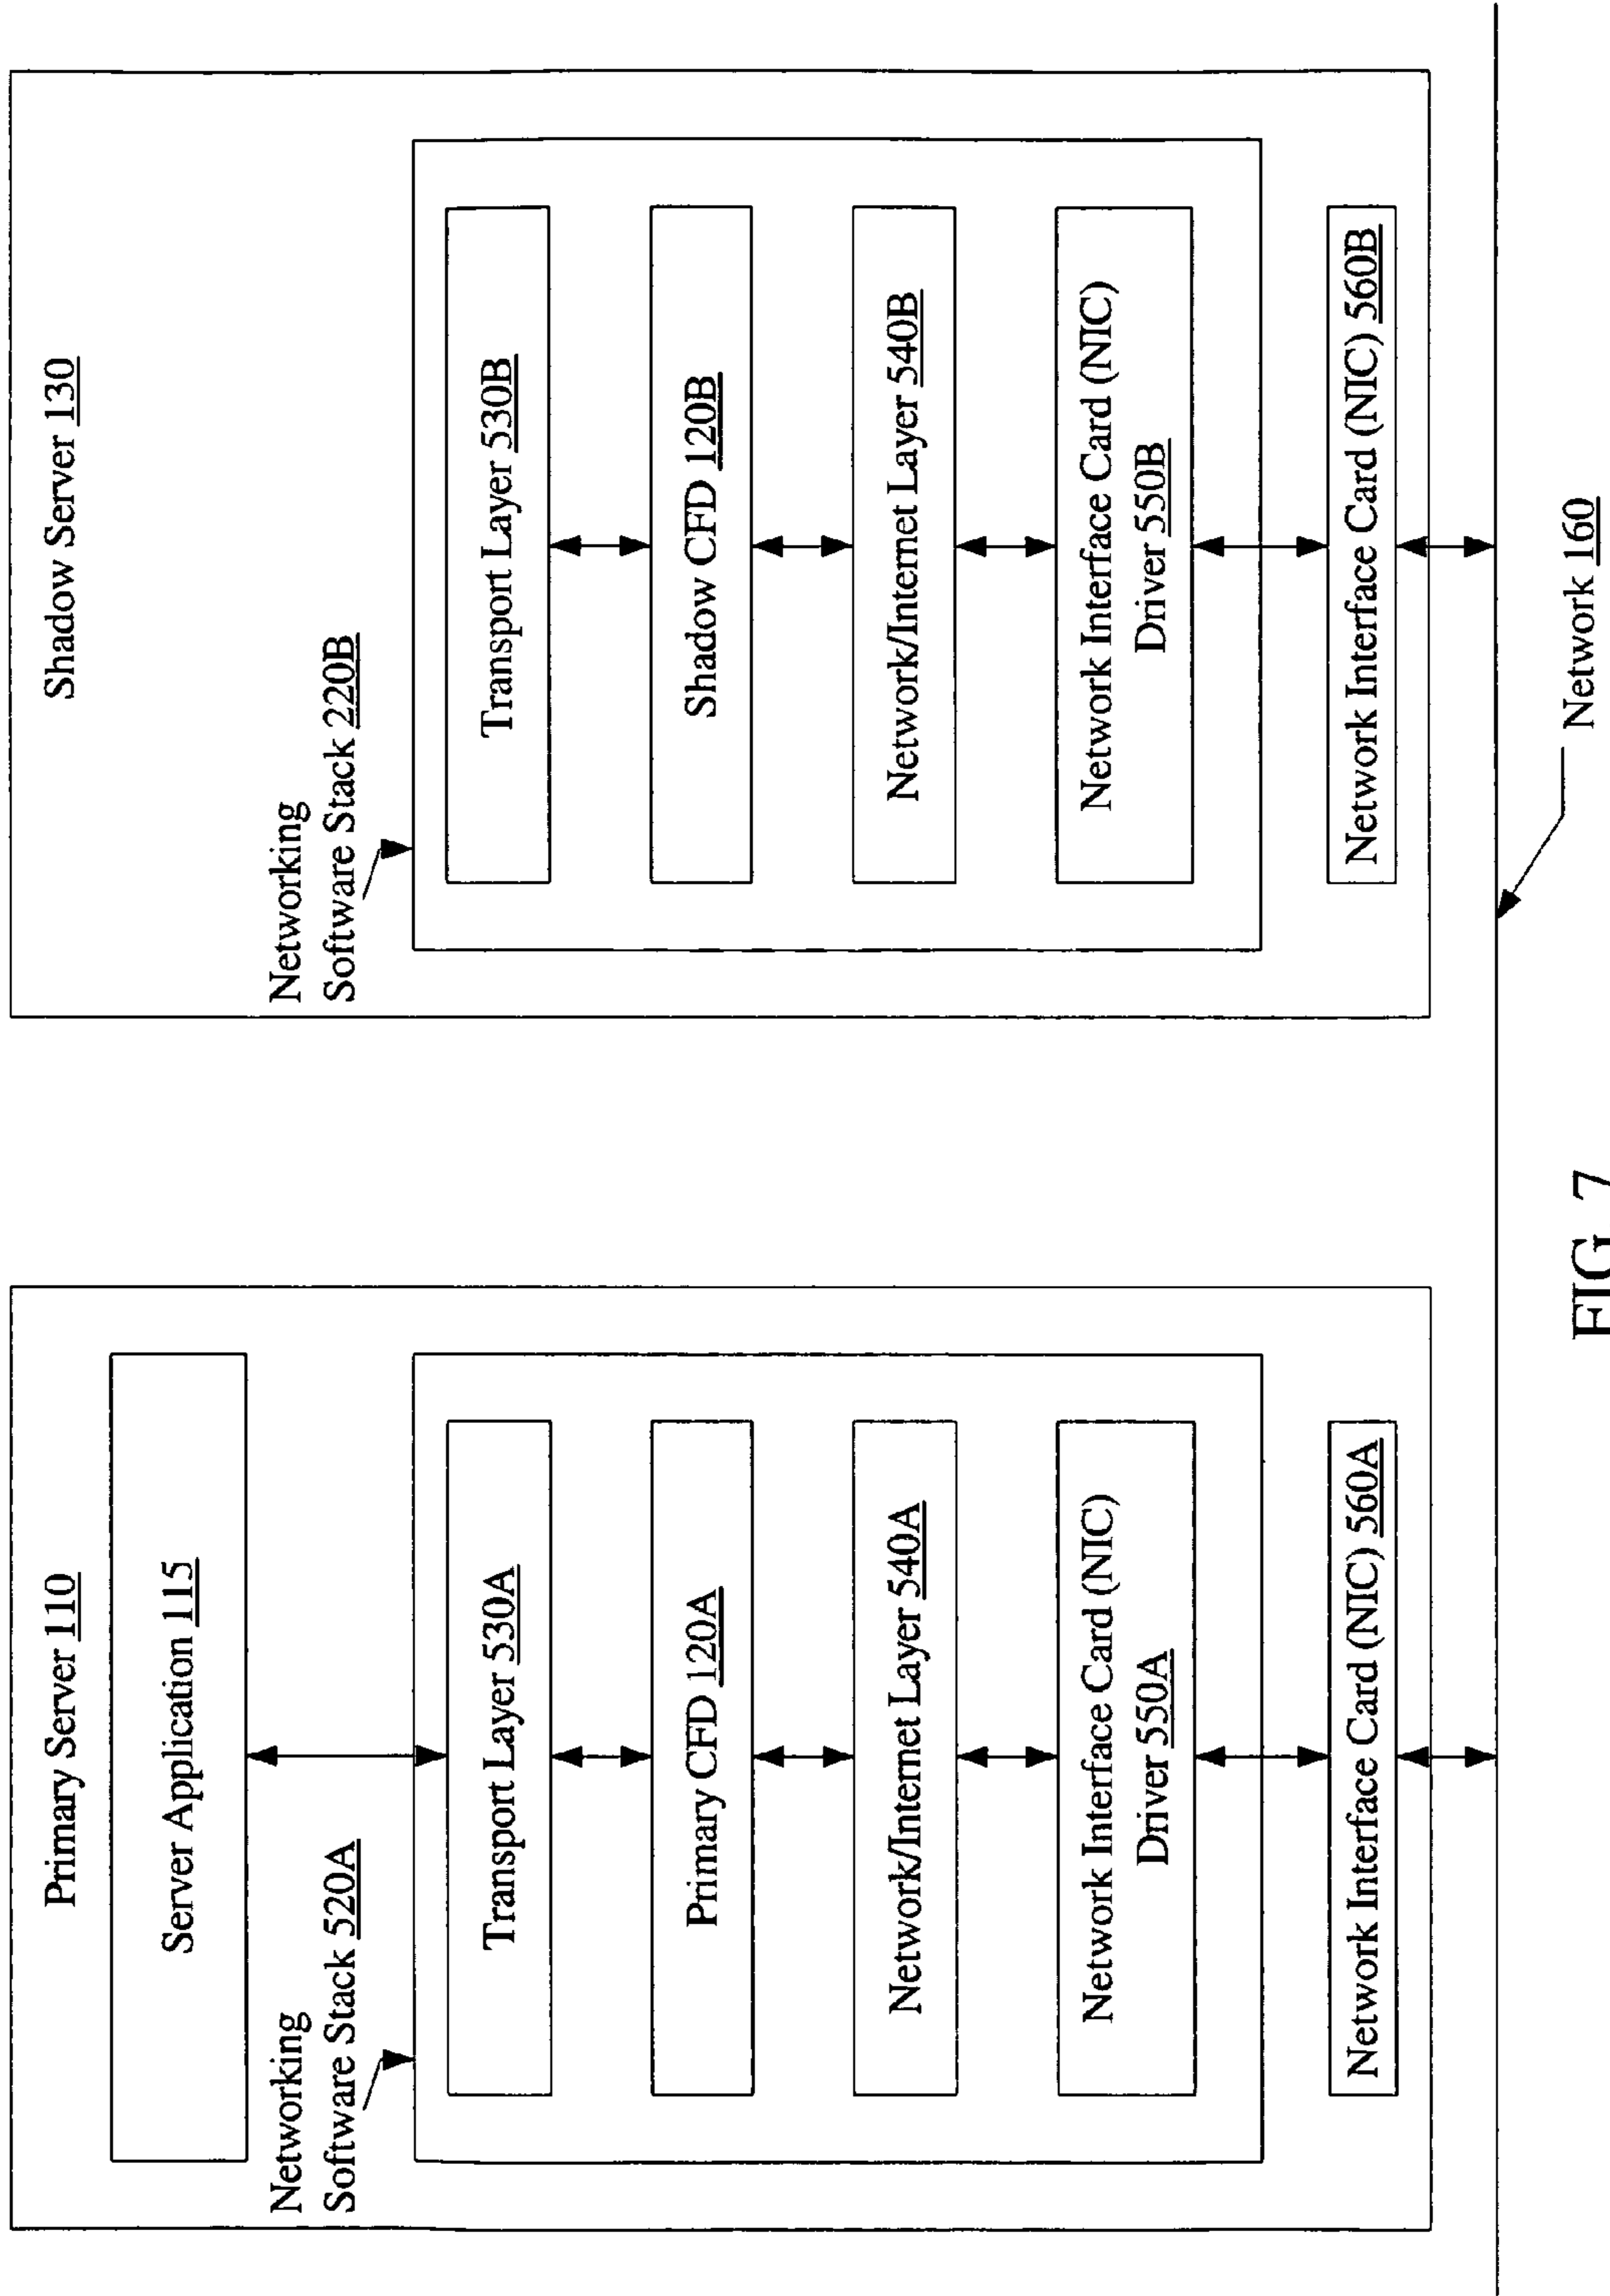 Primary Server 110
Server Application 115
Networking
Software Stack 520A
Transport Layer 530A
Primary CFD 120A
Network/Internet Layer 540A
Network Interface Card (NIC)
Driver 550A
Network Interface Card (NIC) 560A
Shadow Server 130
Networking
Software Stack 220B
Transport Layer 530B
Shadow CFD 120B
Network/Internet Layer 540B
Network Interface Card (NIC)
Driver 550B
Network Interface Card (NIC) 560B
Network 160
FIG. 7